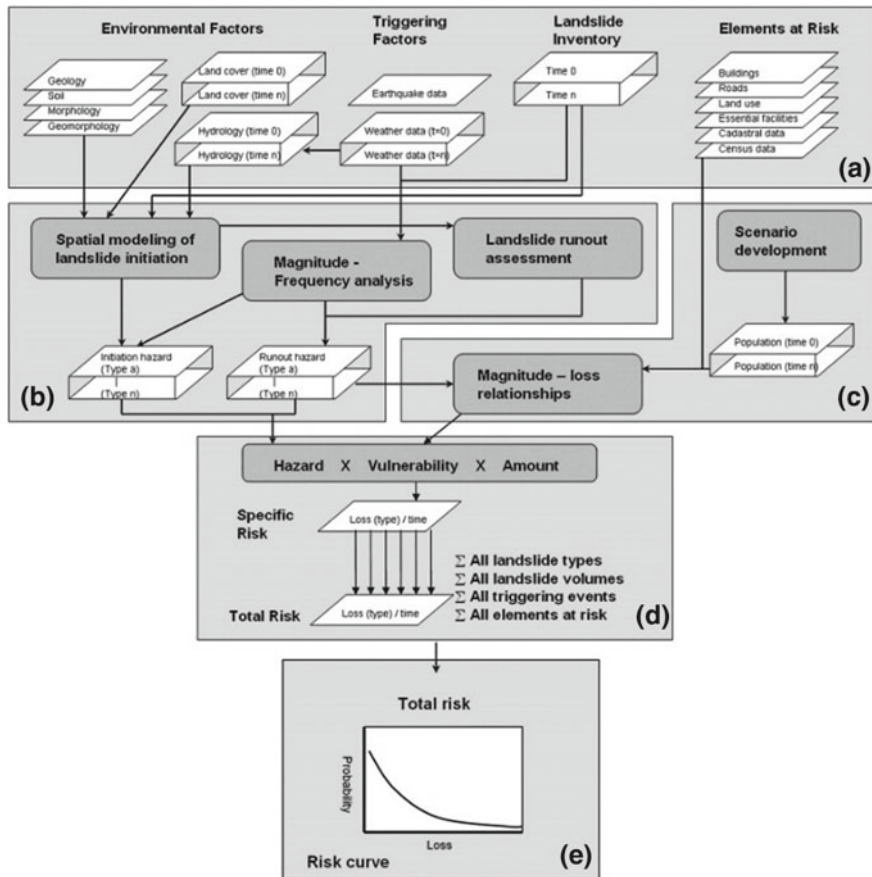 Environmental Factors
Triggering
Factors
Landslide
Inventory
Elements at Risk
Geology
Soil
Morphology
Geomorphology
Land cover (time 0)
Land cover (time n)
Hydrology (time 0)
Hydrology (time n)
Earthquake data
Weather data (t=0)
Weather data (t=n)
Time 0
Time n
Buildings
Roads
Land use
Essential facilities
Cadastral data
Census data
(a)
Spatial modeling of
landslide initiation
Magnitude -
Frequency analysis
Landslide runout
assessment
Scenario
development
Initiation hazard
(Type a)
|
(Type n)
Runout hazard
(Type a)
|
(Type n)
(b)
Magnitude – loss
relationships
Population (time 0)
Population (time n)
(c)
Hazard X Vulnerability X Amount
Specific
Risk
Loss (type) / time
Σ All landslide types
Σ All landslide volumes
Σ All triggering events
Σ All elements at risk
Total Risk
Loss (type) / time
(d)
Total risk
Probability
Loss
Risk curve
(e)